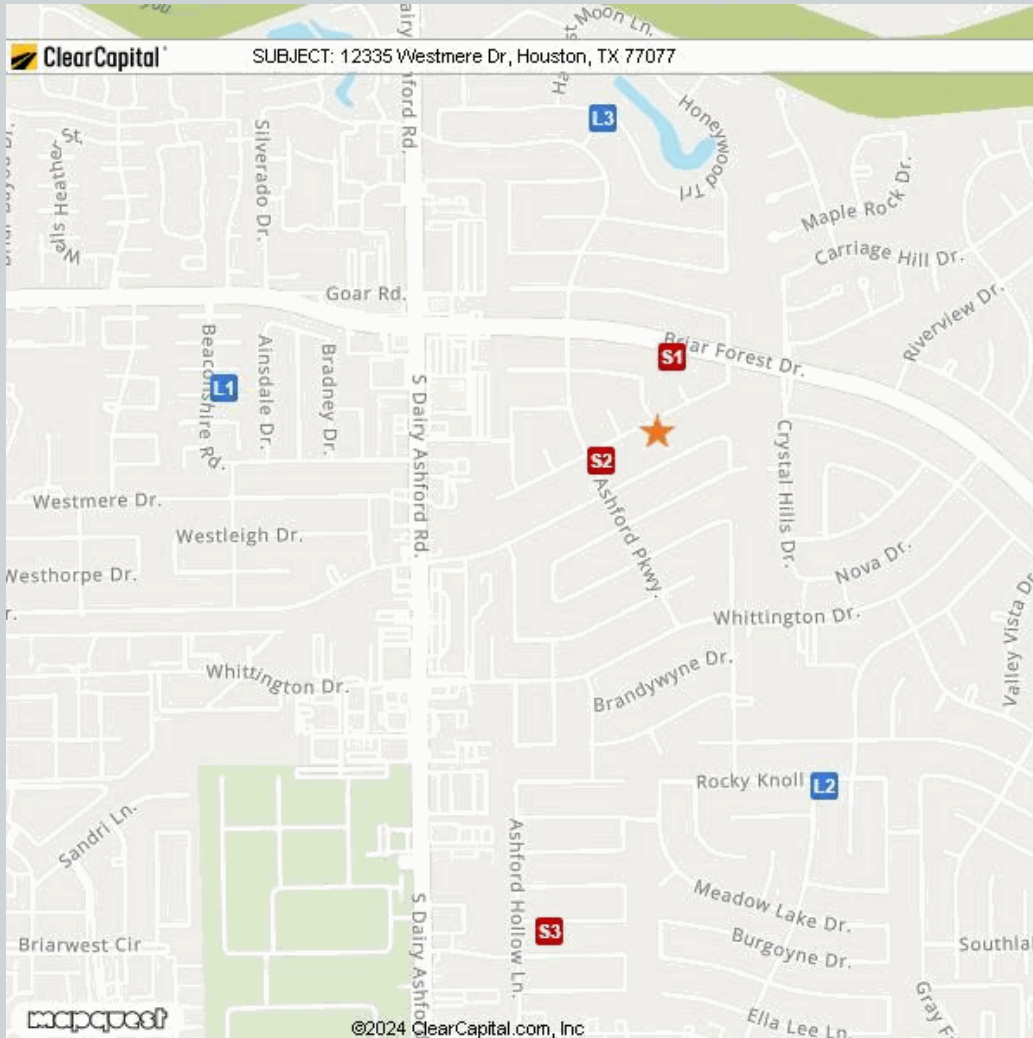 Moon Ln.
ClearCapital
SUBJECT: 12335 Westmere Dr, Houston, TX 77077
L3
Honeywood Trl
Wells Heather St.
Silverado Dr.
Maple Rock Dr.
Carriage Hill Dr.
Goar Rd.
Riverview Dr.
Briar Forest Dr.
S1
Beaconshire Rd.
L1
Ainsdale Dr.
Bradney Dr.
S Dairy Ashford Rd.
S2
Ashford Pkwy.
Crystal Hills Dr.
Westmere Dr.
Westleigh Dr.
Westhorpe Dr.
Nova Dr.
Whittington Dr.
Valley Vista Dr
Whittington Dr.
Brandywyne Dr.
Rocky Knoll
L2
Sandri Ln.
Ashford Hollow Ln.
Meadow Lake Dr.
S Dairy Ashford
S3
Burgoyne Dr.
Briarwest Cir
Ella Lee Ln.
mapquest
©2024 ClearCapital.com, Inc